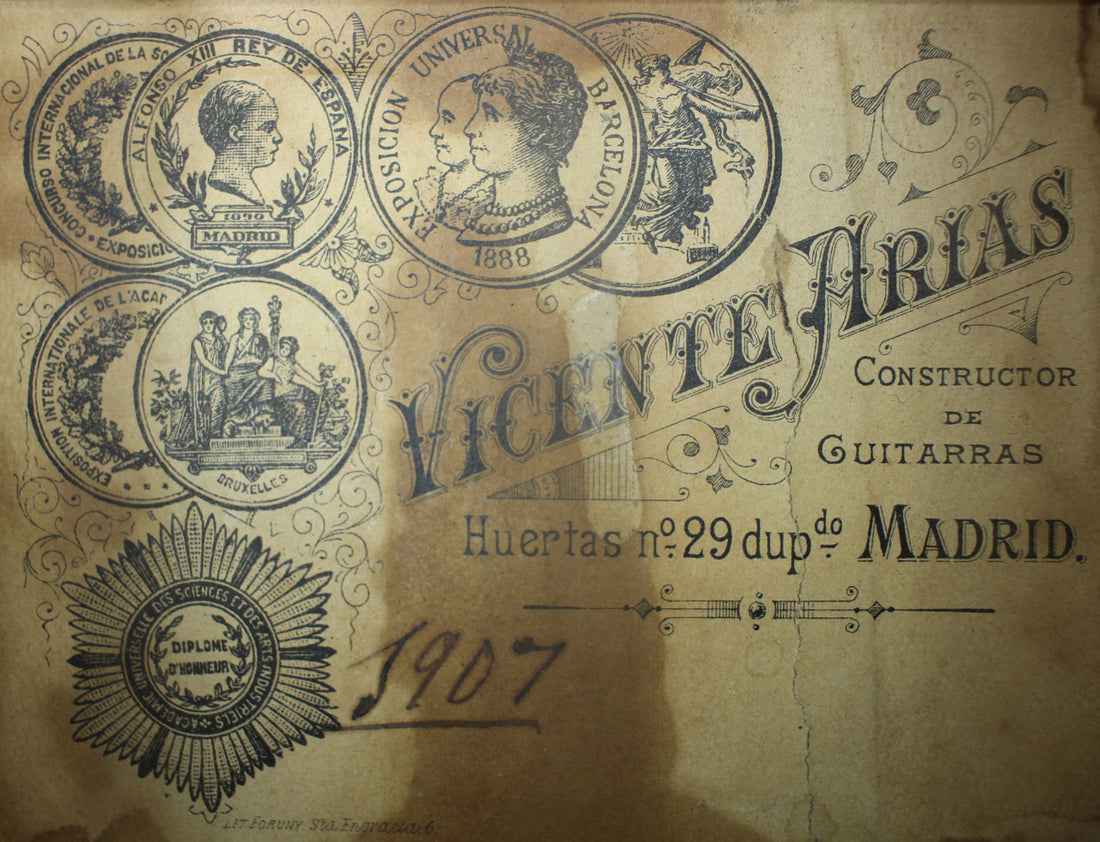 CONCURSO INTERNACIONAL DE LA
EXPOSICI
ALFONSO XIII REY DE ESPAÑA
1890
MADRID
EXPOSICION UNIVERSAL BARCELONA
1888
EXPOSITION INTERNATIONALE DE L'ACA
BRUXELLES
VICENTE ARIAS
CONSTRUCTOR
DE
GUITARRAS
Huertas nº 29 dupdo MADRID.
ACADEMIE UNIVERSELLE DES SCIENCES ET DES ARTS INDUSTRIELS
DIPLOME
D'HONNEUR
1907
LIT. FORUNY. Sta Engracia, 6.